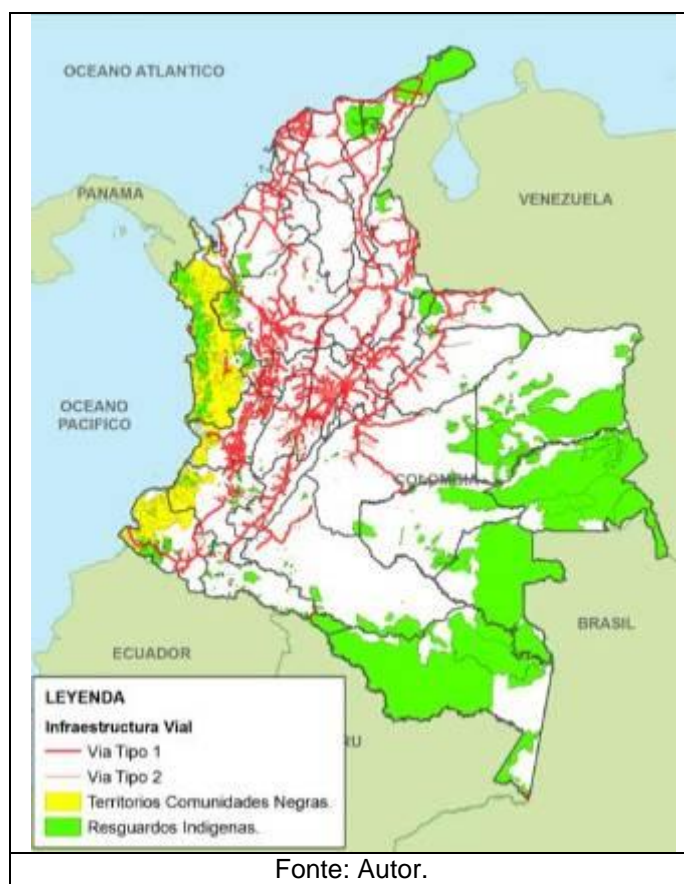 OCEANO ATLANTICO
PANAMA
VENEZUELA
OCEANO
PACIFICO
COLOMBIA
BRASIL
ECUADOR
RU
LEYENDA
Infraestructura Vial
Via Tipo 1
Via Tipo 2
Territorios Comunidades Negras.
Resguardos Indigenas.
Fonte: Autor.